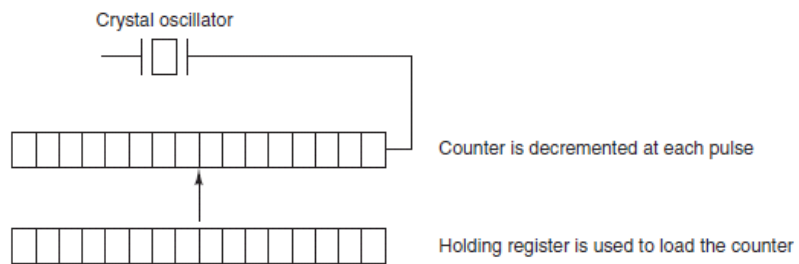 Crystal oscillator
Counter is decremented at each pulse
Holding register is used to load the counter